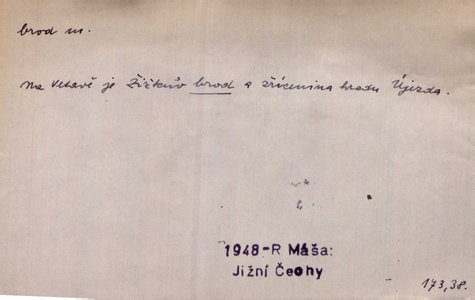 brod m.
Na Vltavě je Žižkův brod a zřícenina hradu Újezda.
1948-R Máša:
Jižní Čechy
173,38.